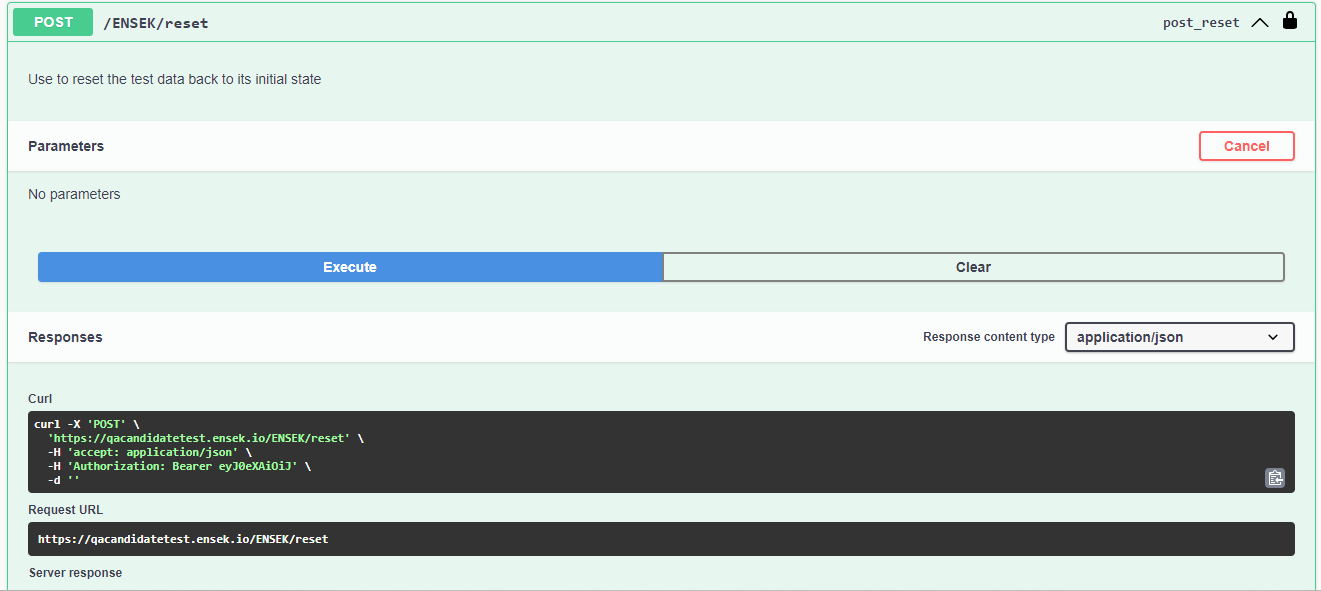 POST /ENSEK/reset post_reset
Use to reset the test data back to its initial state
Parameters Cancel
No parameters
Execute Clear
Responses Response content type application/json
Curl
curl -X 'POST' \
'https://qacandidatetest.ensek.io/ENSEK/reset' \
-H 'accept: application/json' \
-H 'Authorization: Bearer eyJ0eXAiOiJ' \
-d ''
Request URL
https://qacandidatetest.ensek.io/ENSEK/reset
Server response